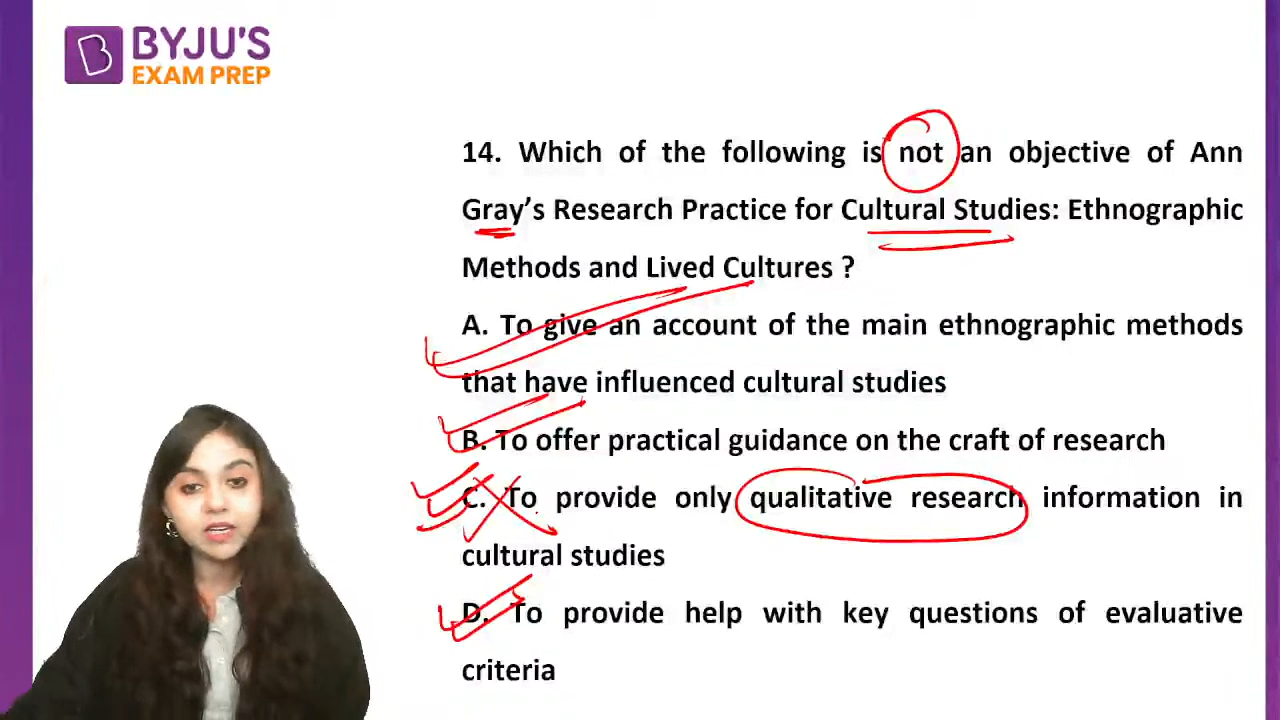 BYJU'S
EXAM PREP
14. Which of the following is not an objective of Ann
Gray’s Research Practice for Cultural Studies: Ethnographic
Methods and Lived Cultures ?
A. To give an account of the main ethnographic methods
that have influenced cultural studies
B. To offer practical guidance on the craft of research
C. To provide only qualitative research information in
cultural studies
D. To provide help with key questions of evaluative
criteria